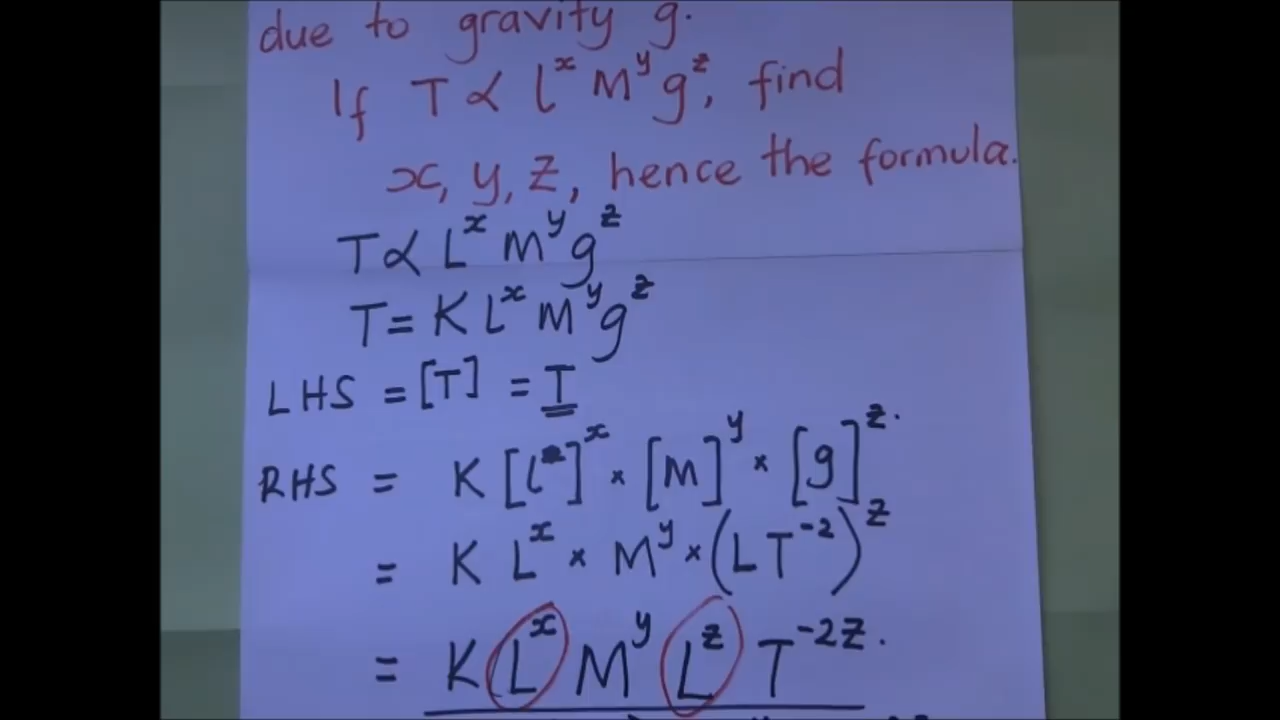 due to gravity g.
If T ∝ l^x M^y g^z, find
x, y, z, hence the formula.
T ∝ L^x M^y g^z
T = K L^x M^y g^z
LHS = [T] = T
RHS = K [l]^x × [M]^y × [g]^z.
= K L^x × M^y × (LT^-2)^z
= K L^x M^y L^z T^-2z.